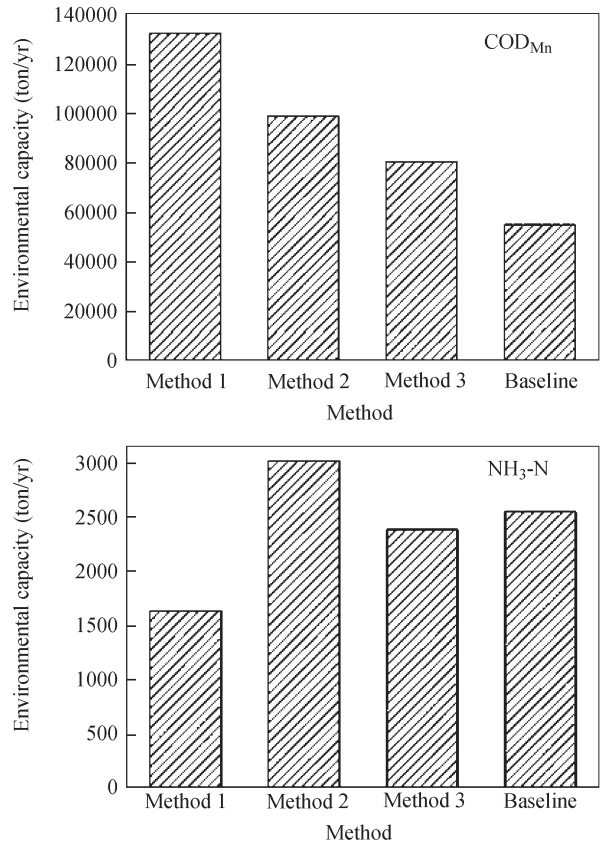 Environmental capacity (ton/yr)
140000
120000
100000
80000
60000
40000
20000
0
COD_Mn
Method 1 Method 2 Method 3 Baseline
Method
Environmental capacity (ton/yr)
3000
2500
2000
1500
1000
500
0
NH3-N
Method 1 Method 2 Method 3 Baseline
Method